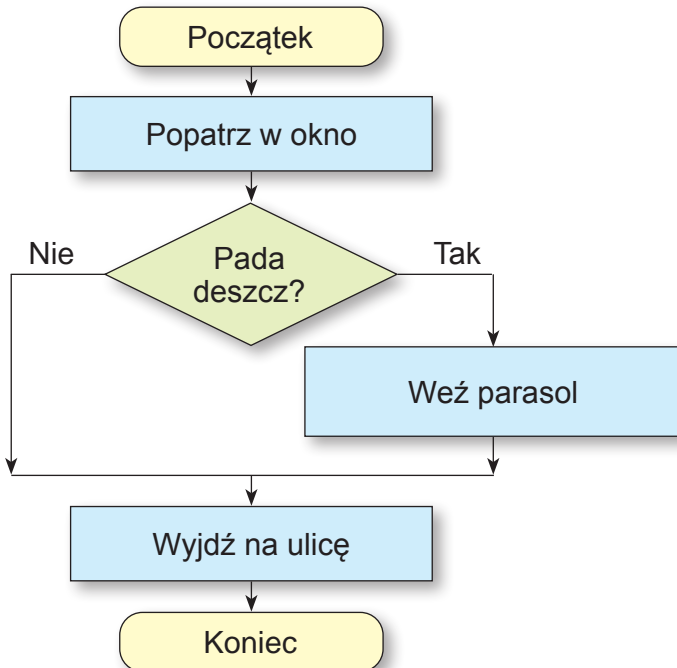 Początek
Popatrz w okno
Nie
Pada
deszcz?
Tak
Weź parasol
Wyjdź na ulicę
Koniec